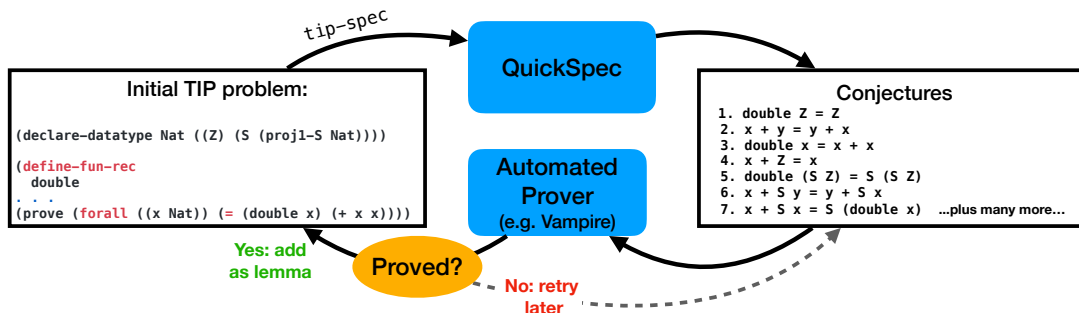 tip-spec
QuickSpec
Initial TIP problem:
(declare-datatype Nat ((Z) (S (proj1-S Nat))))
(define-fun-rec
double
. . .
(prove (forall ((x Nat)) (= (double x) (+ x x))))
Conjectures
1. double Z = Z
2. x + y = y + x
3. double x = x + x
4. x + Z = x
5. double (S Z) = S (S Z)
6. x + S y = y + S x
7. x + S x = S (double x) ...plus many more...
Automated
Prover
(e.g. Vampire)
Proved?
Yes: add
as lemma
No: retry
later